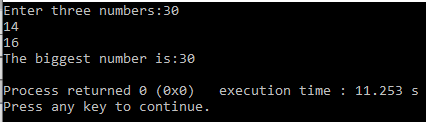 Enter three numbers:30
14
16
The biggest number is:30
Process returned 0 (0x0)   execution time : 11.253 s
Press any key to continue.